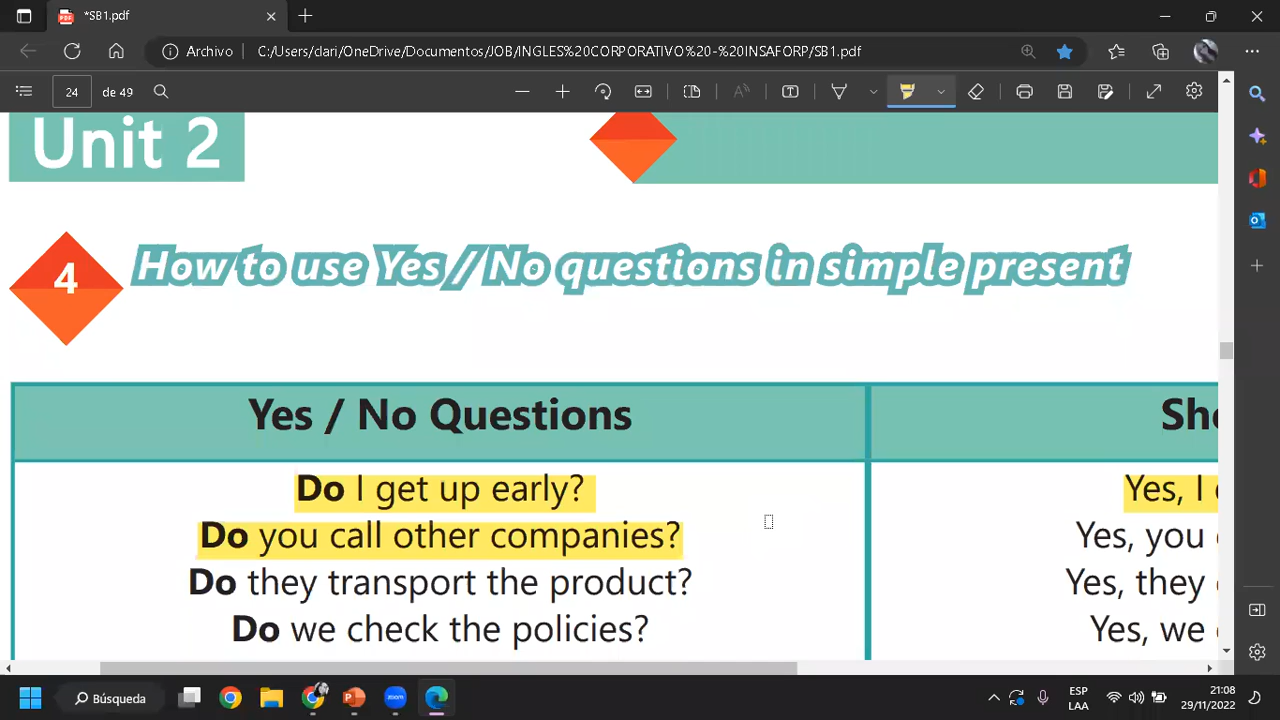 *SB1.pdf
Archivo
C:/Users/clari/OneDrive/Documentos/JOB/INGLES%20CORPORATIVO%20-%20INSAFORP/SB1.pdf
24 de 49
Unit 2
4
How to use Yes / No questions in simple present
Yes / No Questions
Sho
Do I get up early?
Yes, I
Do you call other companies?
Yes, you
Do they transport the product?
Yes, they
Do we check the policies?
Yes, we
Búsqueda
zoom
ESP
LAA
21:08
29/11/2022